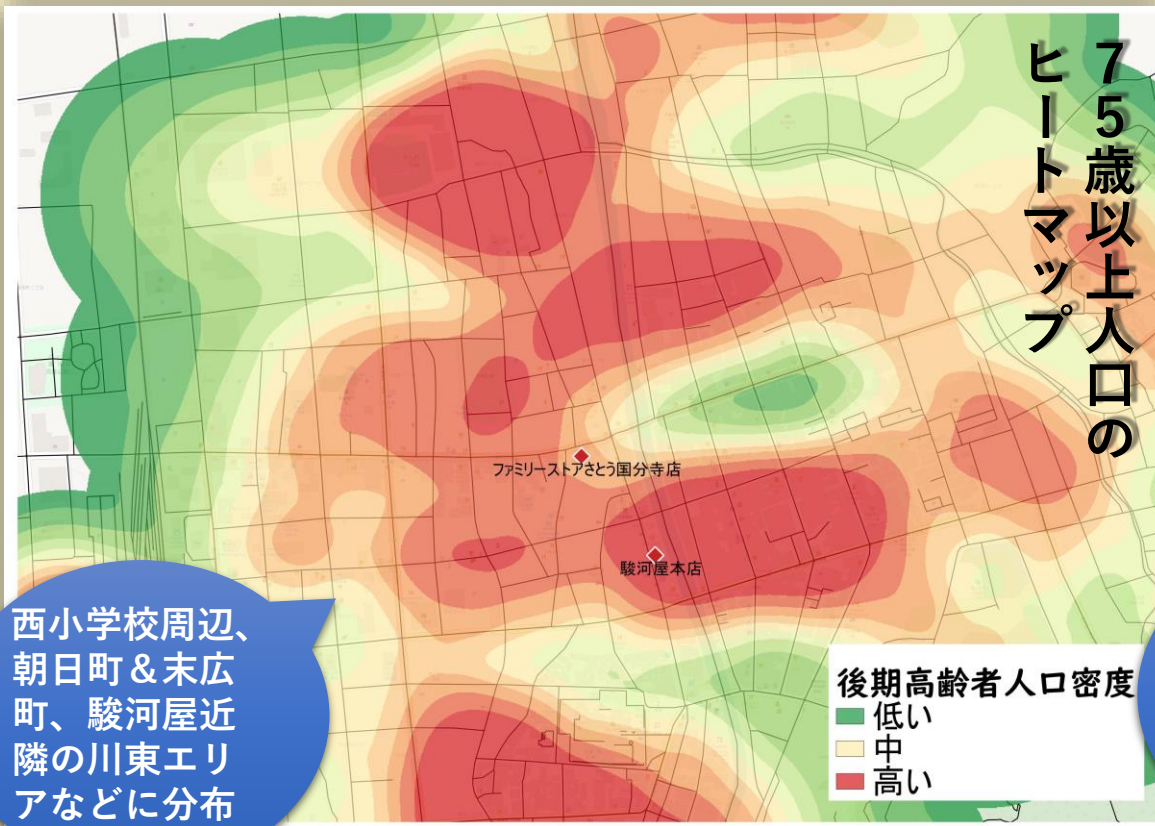 75歳以上人口の
ヒートマップ
ファミリーストアさとう国分寺店
駿河屋本店
西小学校周辺、
朝日町＆末広
町、駿河屋近
隣の川東エリ
アなどに分布
後期高齢者人口密度
低い
中
高い